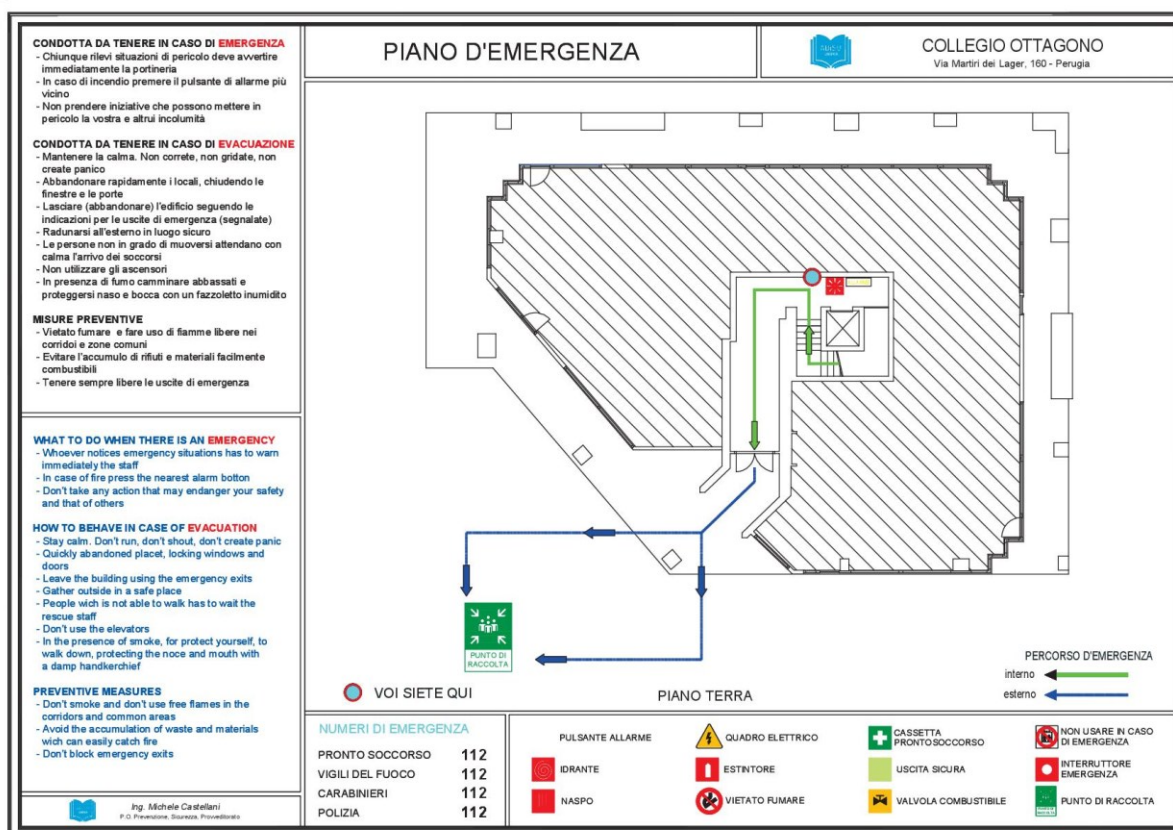 CONDOTTA DA TENERE IN CASO DI EMERGENZA
- Chiunque rilevi situazioni di pericolo deve avvertire
immediatamente la portineria
- In caso di incendio premere il pulsante di allarme più
vicino
- Non prendere iniziative che possono mettere in
pericolo la vostra e altrui incolumità
CONDOTTA DA TENERE IN CASO DI EVACUAZIONE
- Mantenere la calma. Non correte, non gridate, non
create panico
- Abbandonare rapidamente i locali, chiudendo le
finestre e le porte
- Lasciare (abbandonare) l'edificio seguendo le
indicazioni per le uscite di emergenza (segnalate)
- Radunarsi all'esterno in luogo sicuro
- Le persone non in grado di muoversi attendano con
calma l'arrivo dei soccorsi
- Non utilizzare gli ascensori
- In presenza di fumo camminare abbassati e
proteggersi naso e bocca con un fazzoletto inumidito
MISURE PREVENTIVE
- Vietato fumare e fare uso di fiamme libere nei
corridoi e zone comuni
- Evitare l'accumulo di rifiuti e materiali facilmente
combustibili
- Tenere sempre libere le uscite di emergenza
WHAT TO DO WHEN THERE IS AN EMERGENCY
- Whoever notices emergency situations has to warn
immediately the staff
- In case of fire press the nearest alarm botton
- Don't take any action that may endanger your safety
and that of others
HOW TO BEHAVE IN CASE OF EVACUATION
- Stay calm. Don't run, don't shout, don't create panic
- Quickly abandoned placet, locking windows and
doors
- Leave the building using the emergency exits
- Gather outside in a safe place
- People wich is not able to walk has to wait the
rescue staff
- Don't use the elevators
- In the presence of smoke, for protect yourself, to
walk down, protecting the noce and mouth with
a damp handkerchief
PREVENTIVE MEASURES
- Don't smoke and don't use free flames in the
corridors and common areas
- Avoid the accumulation of waste and materials
wich can easily catch fire
- Don't block emergency exits
Ing. Michele Castellani
P.O. Prevenzione, Sicurezza, Provveditorato
PIANO D'EMERGENZA
COLLEGIO OTTAGONO
Via Martiri dei Lager, 160 - Perugia
PUNTO DI
RACCOLTA
VOI SIETE QUI
PIANO TERRA
PERCORSO D'EMERGENZA
interno
esterno
NUMERI DI EMERGENZA
PRONTO SOCCORSO 112
VIGILI DEL FUOCO 112
CARABINIERI 112
POLIZIA 112
PULSANTE ALLARME
IDRANTE
NASPO
QUADRO ELETTRICO
ESTINTORE
VIETATO FUMARE
CASSETTA
PRONTOSOCCORSO
USCITA SICURA
VALVOLA COMBUSTIBILE
NON USARE IN CASO
DI EMERGENZA
INTERRUTTORE
EMERGENZA
PUNTO DI RACCOLTA